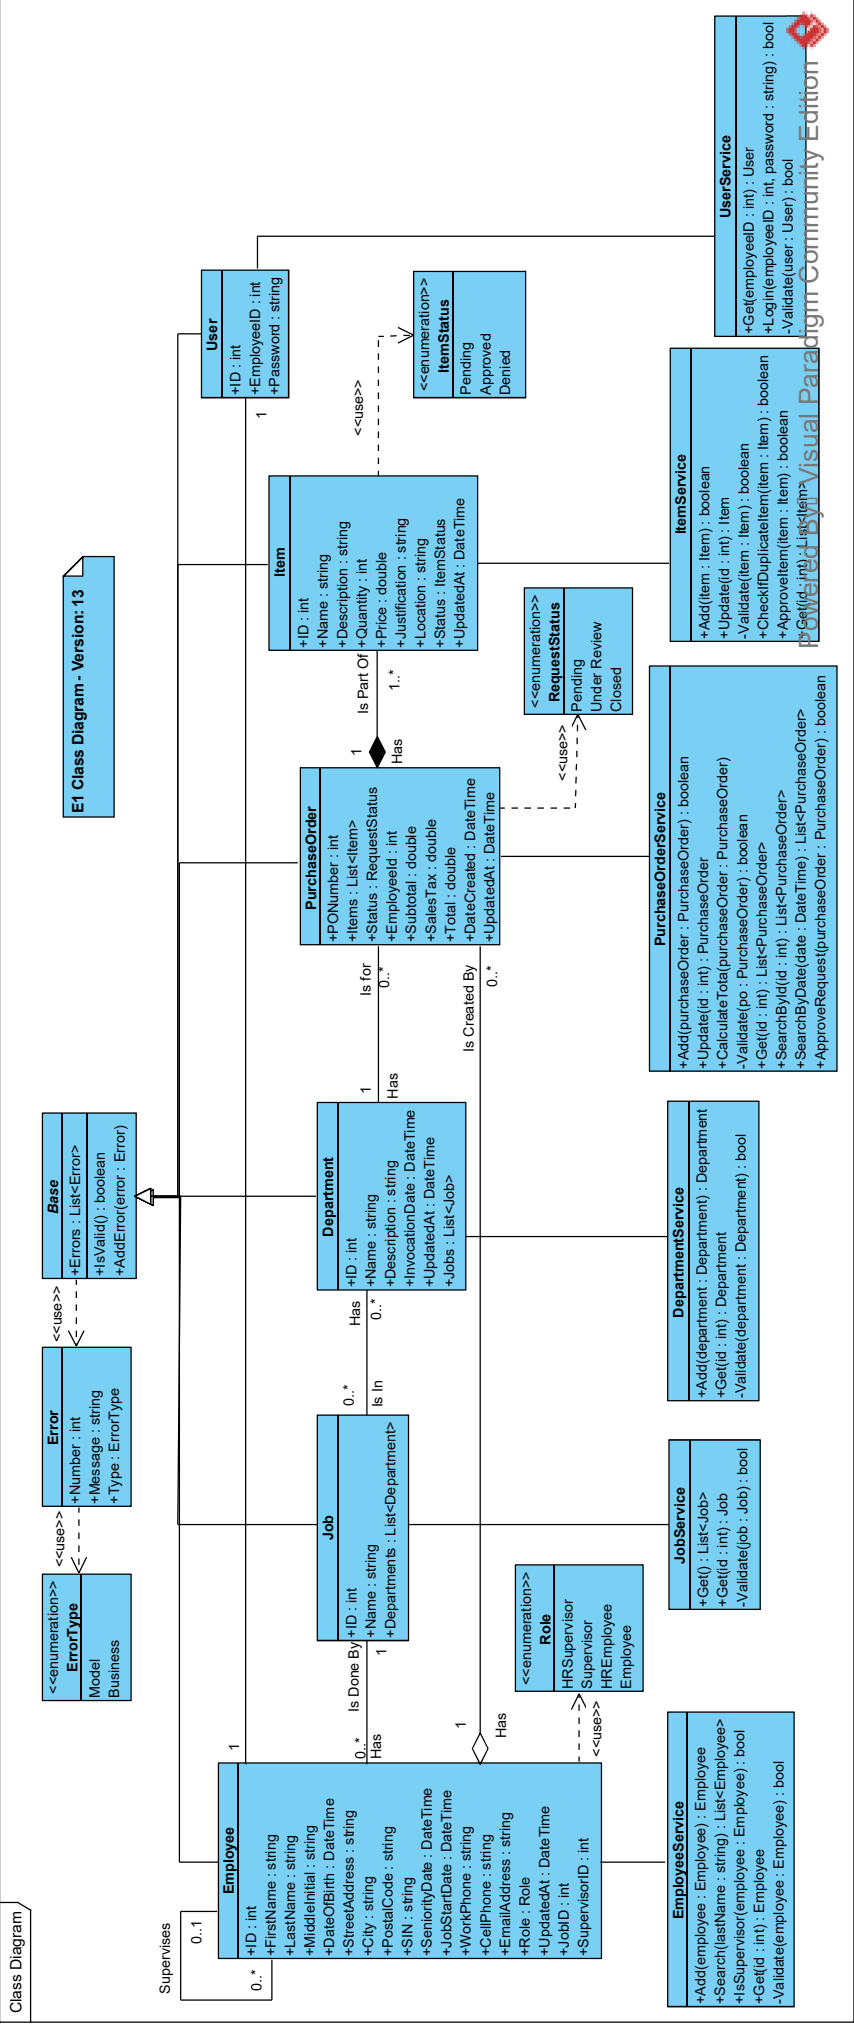 Class Diagram
E1 Class Diagram - Version: 13
<<enumeration>>
ErrorType
Model
Business
<<use>>
Error
+Number : int
+Message : string
+Type : ErrorType
<<use>>
Base
+Errors : List<Error>
+IsValid() : boolean
+AddError(error : Error)
Supervises
0..1
0..*
Employee
+ID : int
+FirstName : string
+LastName : string
+MiddleInitial : string
+DateOfBirth : DateTime
+StreetAddress : string
+City : string
+PostalCode : string
+SIN : string
+SeniorityDate : DateTime
+JobStartDate : DateTime
+WorkPhone : string
+CellPhone : string
+EmailAddress : string
+Role : Role
+UpdatedAt : DateTime
+JobID : int
+SupervisorID : int
1
Is Done By
0..*
Has
1
1
Has
<<use>>
<<enumeration>>
Role
HRSupervisor
Supervisor
HREmployee
Employee
Job
+ID : int
+Name : string
+Departments : List<Department>
0..*
Is In
Has
0..*
Department
+ID : int
+Name : string
+Description : string
+InvocationDate : DateTime
+UpdatedAt : DateTime
+Jobs : List<Job>
1
Has
Is for
0..*
Is Created By
0..*
PurchaseOrder
+PONumber : int
+Items : List<Item>
+Status : RequestStatus
+EmployeeId : int
+Subtotal : double
+SalesTax : double
+Total : double
+DateCreated : DateTime
+UpdatedAt : DateTime
1
Has
Is Part Of
1..*
<<use>>
<<enumeration>>
RequestStatus
Pending
Under Review
Closed
Item
+ID : int
+Name : string
+Description : string
+Quantity : int
+Price : double
+Justification : string
+Location : string
+Status : ItemStatus
+UpdatedAt : DateTime
<<use>>
<<enumeration>>
ItemStatus
Pending
Approved
Denied
User
+ID : int
+EmployeeID : int
+Password : string
1
EmployeeService
+Add(employee : Employee) : Employee
+Search(lastName : string) : List<Employee>
+IsSupervisor(employee : Employee) : bool
+Get(id : int) : Employee
-Validate(employee : Employee) : bool
JobService
+Get() : List<Job>
+Get(id : int) : Job
-Validate(job : Job) : bool
DepartmentService
+Add(department : Department) : Department
+Get(id : int) : Department
-Validate(department : Department) : bool
PurchaseOrderService
+Add(purchaseOrder : PurchaseOrder) : boolean
+Update(id : int) : PurchaseOrder
+CalculateTota(purchaseOrder : PurchaseOrder)
-Validate(po : PurchaseOrder) : boolean
+Get(id : int) : List<PurchaseOrder>
+SearchById(id : int) : List<PurchaseOrder>
+SearchByDate(date : DateTime) : List<PurchaseOrder>
+ApproveRequest(purchaseOrder : PurchaseOrder) : boolean
ItemService
+Add(item : Item) : boolean
+Update(id : int) : Item
-Validate(item : Item) : boolean
+CheckIfDuplicateItem(item : Item) : boolean
+ApproveItem(item : Item) : boolean
+Get(id : int) : List<Item>
UserService
+Get(employeeID : int) : User
+Login(employeeID : int, password : string) : bool
-Validate(user : User) : bool
Powered By: Visual Paradigm Community Edition